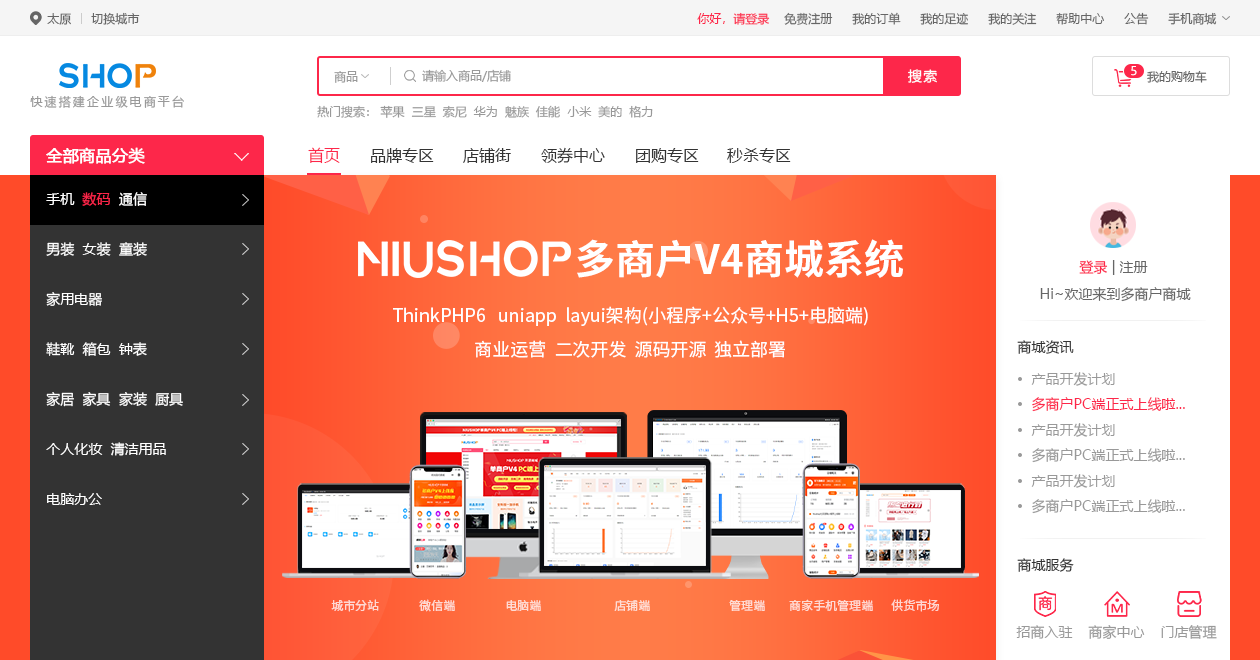 太原 切换城市 你好，请登录 免费注册 我的订单 我的足迹 我的关注 帮助中心 公告 手机商城
SHOP
快速搭建企业级电商平台
商品 请输入商品/店铺 搜索
5 我的购物车
热门搜索： 苹果 三星 索尼 华为 魅族 佳能 小米 美的 格力
全部商品分类 首页 品牌专区 店铺街 领券中心 团购专区 秒杀专区
手机 数码 通信
男装 女装 童装
家用电器
鞋靴 箱包 钟表
家居 家具 家装 厨具
个人化妆 清洁用品
电脑办公
NIUSHOP多商户V4商城系统
ThinkPHP6 uniapp layui架构(小程序+公众号+H5+电脑端)
商业运营 二次开发 源码开源 独立部署
城市分站 微信端 电脑端 店铺端 管理端 商家手机管理端 供货市场
登录 | 注册
Hi~欢迎来到多商户商城
商城资讯
• 产品开发计划
• 多商户PC端正式上线啦...
• 产品开发计划
• 多商户PC端正式上线啦...
• 产品开发计划
• 多商户PC端正式上线啦...
商城服务
商 M
招商入驻 商家中心 门店管理